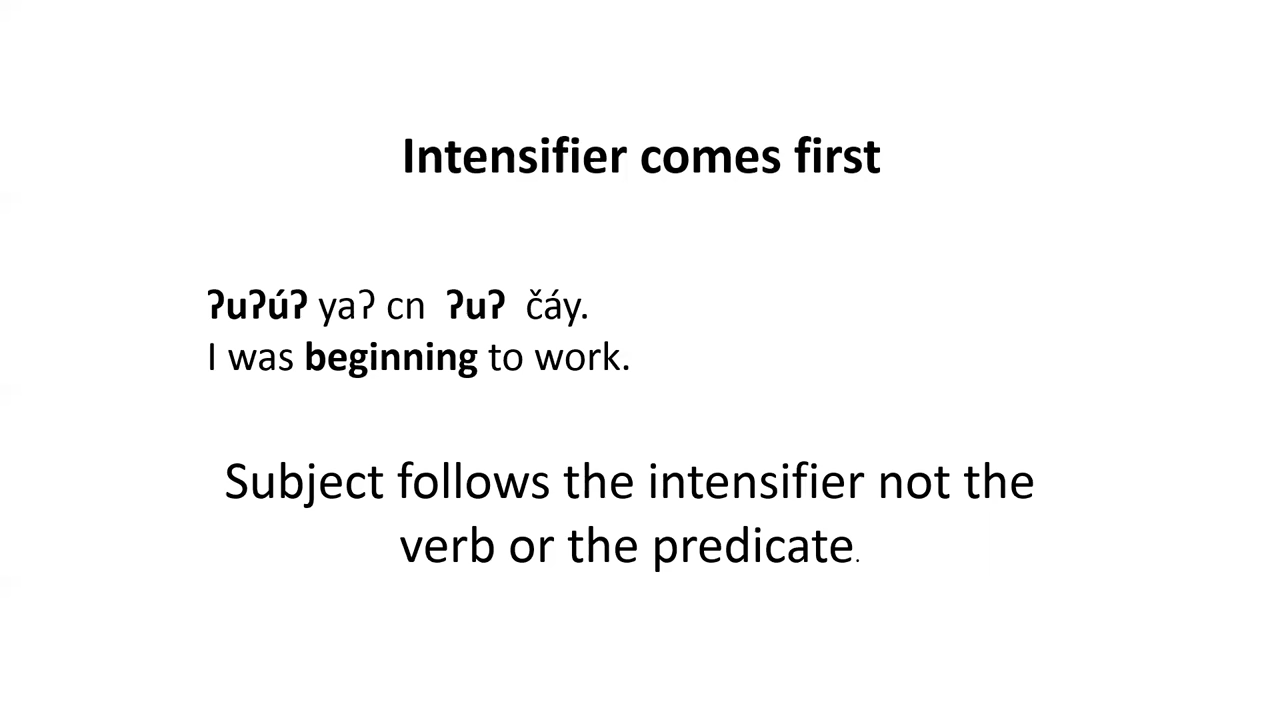 Intensifier comes first
ʔuʔúʔ yaʔ cn ʔuʔ čáy.
I was beginning to work.
Subject follows the intensifier not the
verb or the predicate.